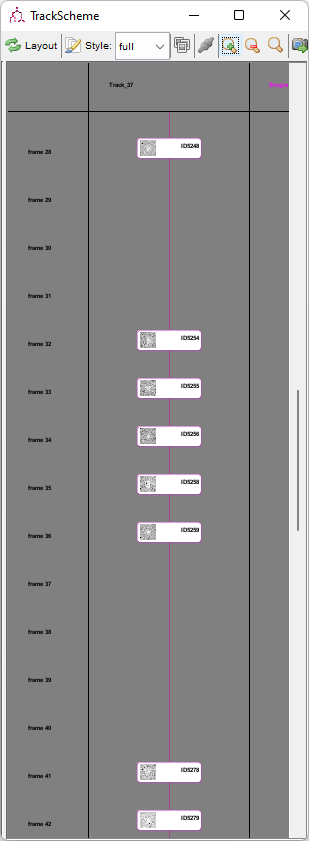 TrackScheme
Layout Style: full
Track_37
frame 28 ID5248
frame 29
frame 30
frame 31
frame 32 ID5254
frame 33 ID5255
frame 34 ID5256
frame 35 ID5258
frame 36 ID5259
frame 37
frame 38
frame 39
frame 40
frame 41 ID5278
frame 42 ID5279